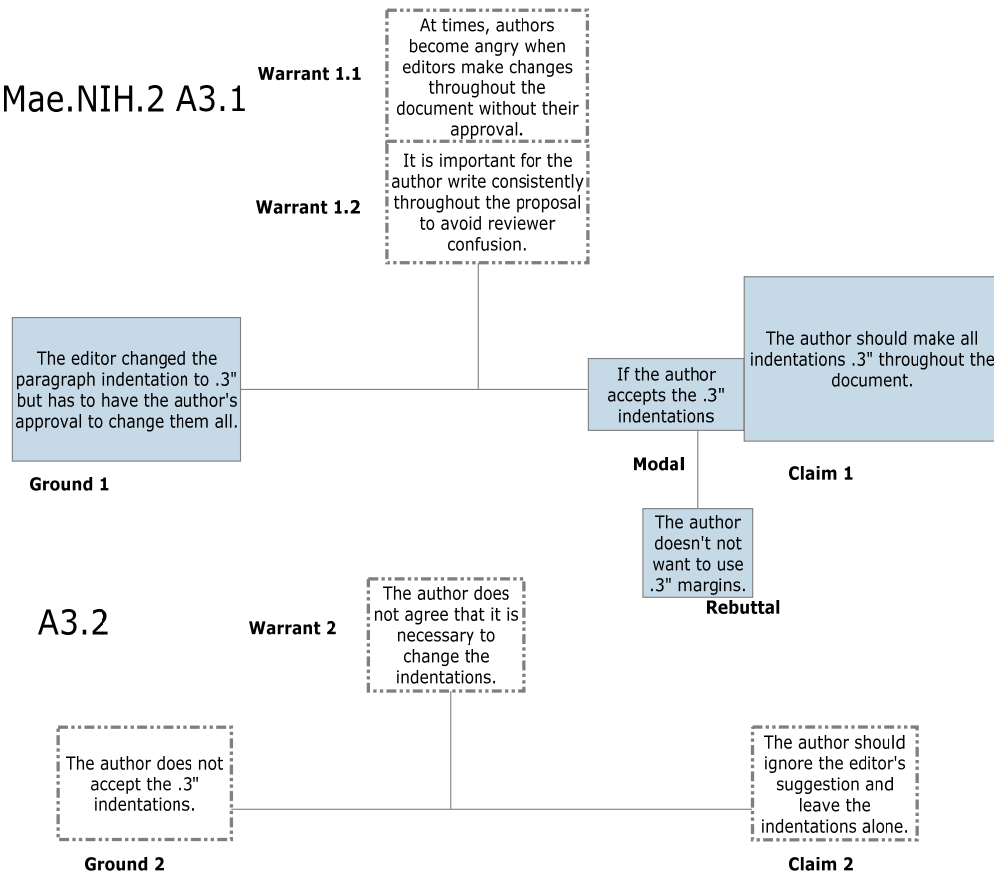 Mae.NIH.2 A3.1
Warrant 1.1
At times, authors
become angry when
editors make changes
throughout the
document without their
approval.
Warrant 1.2
It is important for the
author write consistently
throughout the proposal
to avoid reviewer
confusion.
The editor changed the
paragraph indentation to .3"
but has to have the author's
approval to change them all.
Ground 1
If the author
accepts the .3"
indentations
Modal
The author should make all
indentations .3" throughout the
document.
Claim 1
The author
doesn't not
want to use
.3" margins.
Rebuttal
A3.2
Warrant 2
The author does
not agree that it is
necessary to
change the
indentations.
The author does not
accept the .3"
indentations.
Ground 2
The author should
ignore the editor's
suggestion and
leave the
indentations alone.
Claim 2